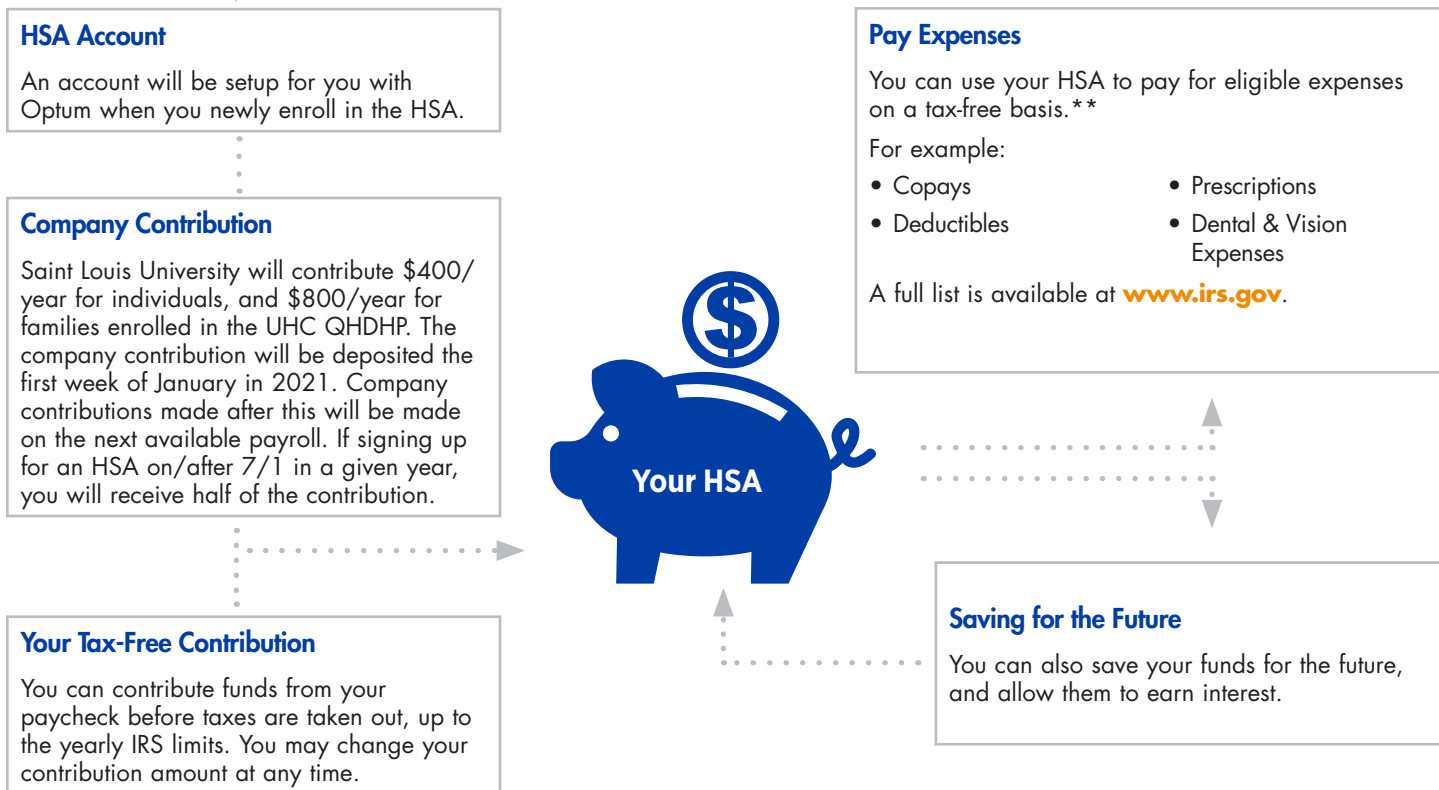 HSA Account
An account will be setup for you with
Optum when you newly enroll in the HSA.
Company Contribution
Saint Louis University will contribute $400/
year for individuals, and $800/year for
families enrolled in the UHC QHDHP. The
company contribution will be deposited the
first week of January in 2021. Company
contributions made after this will be made
on the next available payroll. If signing up
for an HSA on/after 7/1 in a given year,
you will receive half of the contribution.
Your Tax-Free Contribution
You can contribute funds from your
paycheck before taxes are taken out, up to
the yearly IRS limits. You may change your
contribution amount at any time.
$
Your HSA
Pay Expenses
You can use your HSA to pay for eligible expenses
on a tax-free basis.**
For example:
• Copays
• Deductibles
• Prescriptions
• Dental & Vision
Expenses
A full list is available at www.irs.gov.
Saving for the Future
You can also save your funds for the future,
and allow them to earn interest.